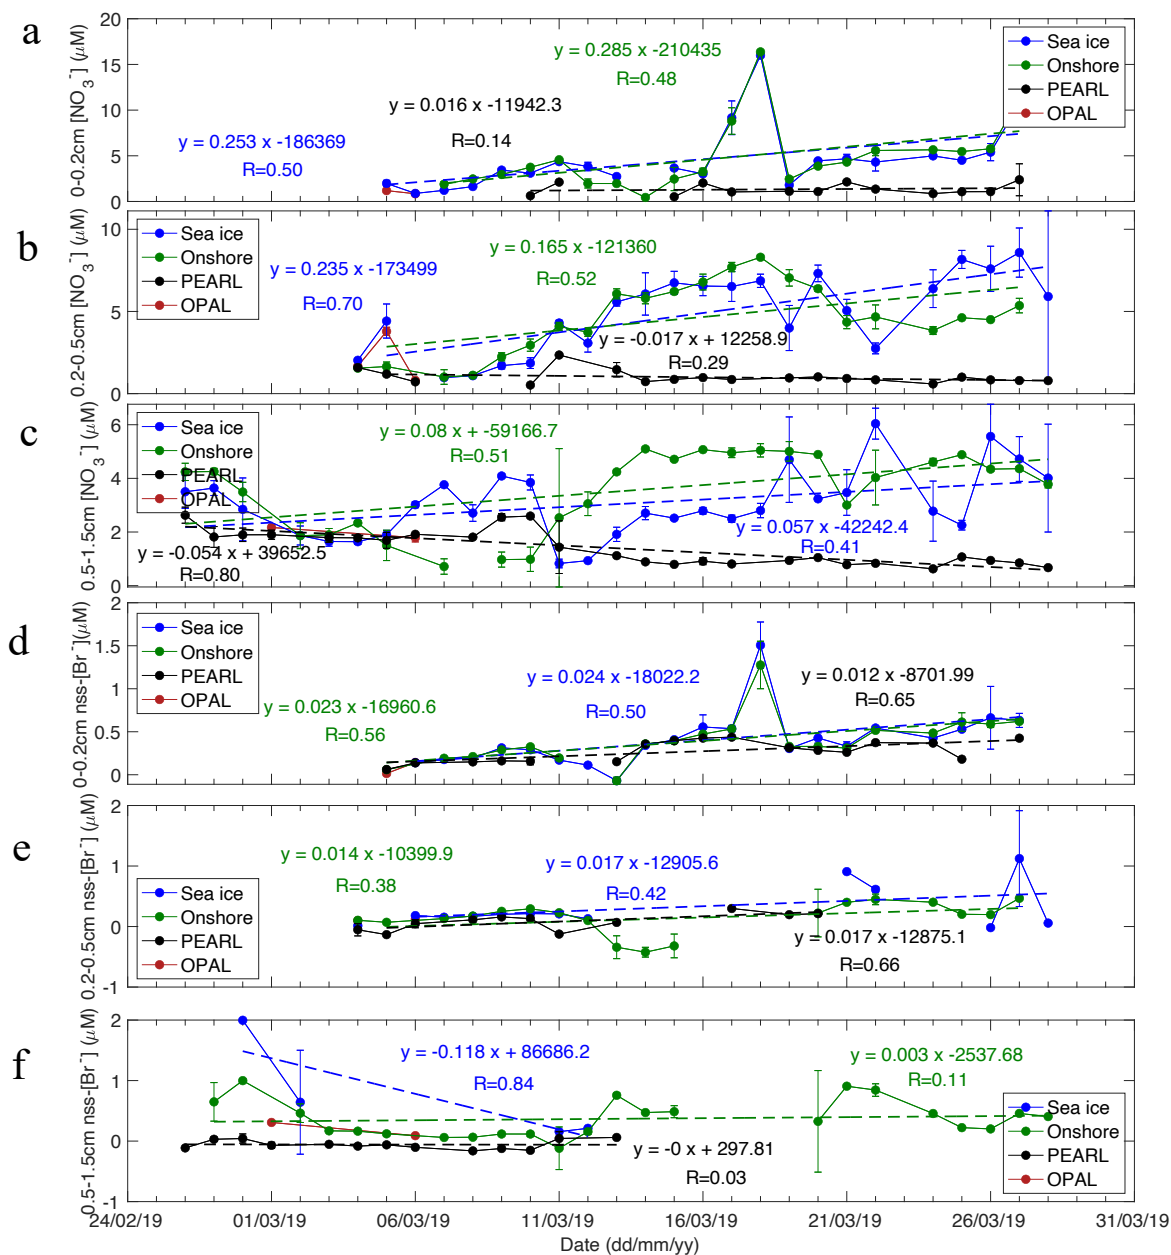 a
0-0.2cm [NO₃⁻] (μM)
20
15
10
5
0
y = 0.285 x -210435
R=0.48
y = 0.016 x -11942.3
R=0.14
y = 0.253 x -186369
R=0.50
Sea ice
Onshore
PEARL
OPAL
b
0.2-0.5cm [NO₃⁻] (μM)
10
5
0
Sea ice
Onshore
PEARL
OPAL
y = 0.165 x -121360
R=0.52
y = 0.235 x -173499
R=0.70
y = -0.017 x + 12258.9
R=0.29
c
0.5-1.5cm [NO₃⁻] (μM)
6
4
2
0
Sea ice
Onshore
PEARL
OPAL
y = 0.08 x + -59166.7
R=0.51
y = 0.057 x -42242.4
R=0.41
y = -0.054 x + 39652.5
R=0.80
d
0-0.2cm nss-[Br⁻](μM)
2
1.5
1
0.5
0
Sea ice
Onshore
PEARL
OPAL
y = 0.024 x -18022.2
R=0.50
y = 0.012 x -8701.99
R=0.65
y = 0.023 x -16960.6
R=0.56
e
0.2-0.5cm nss-[Br⁻] (μM)
2
1
0
-1
y = 0.014 x -10399.9
R=0.38
y = 0.017 x -12905.6
R=0.42
Sea ice
Onshore
PEARL
OPAL
y = 0.017 x -12875.1
R=0.66
f
0.5-1.5cm nss-[Br⁻] (μM)
2
1
0
-1
y = -0.118 x + 86686.2
R=0.84
y = 0.003 x -2537.68
R=0.11
y = -0 x + 297.81
R=0.03
Sea ice
Onshore
PEARL
OPAL
24/02/19 01/03/19 06/03/19 11/03/19 16/03/19 21/03/19 26/03/19 31/03/19
Date (dd/mm/yy)